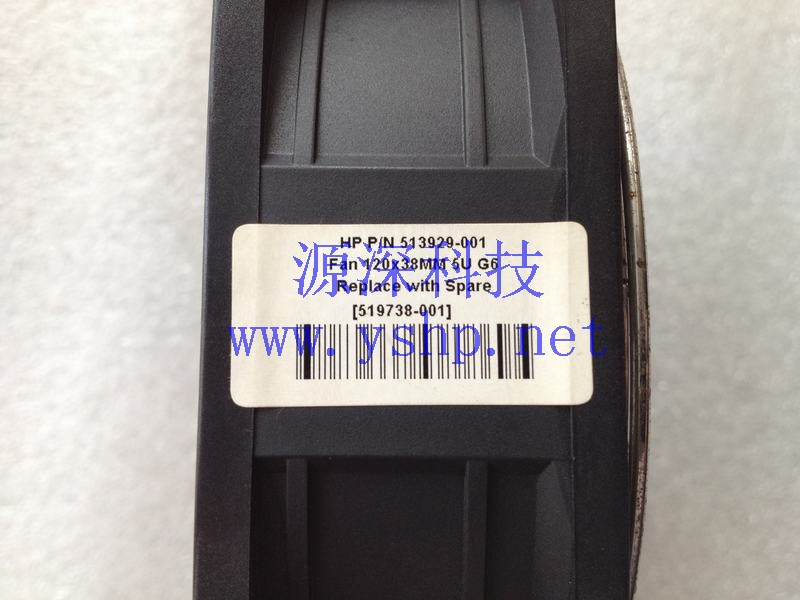 HP P/N 513929-001
Fan 120x38MM 5U G6
源深科技
Replace with Spare
[519738-001]
www.yshp.net